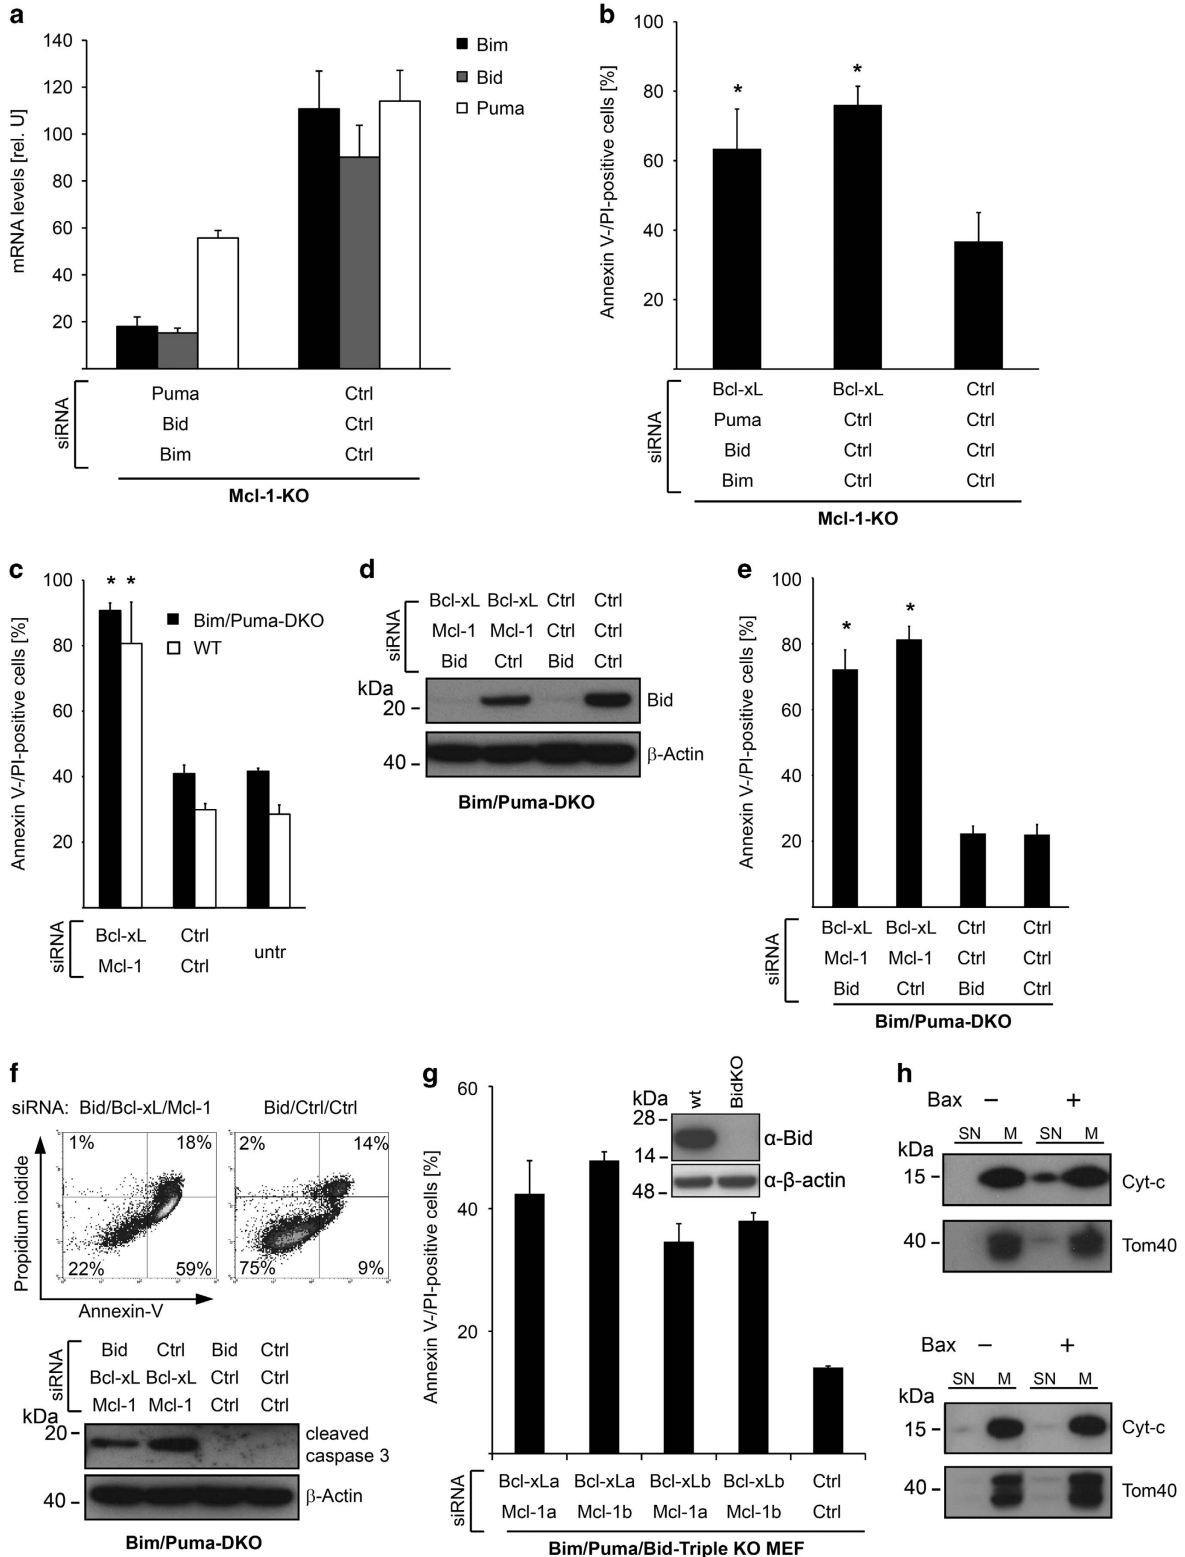 a
mRNA levels [rel. U]
140
120
100
80
60
40
20
Bim
Bid
Puma
siRNA
Puma Ctrl
Bid Ctrl
Bim Ctrl
Mcl-1-KO
b
Annexin V-/PI-positive cells [%]
100
80
60
40
20
* *
siRNA
Bcl-xL Bcl-xL Ctrl
Puma Ctrl Ctrl
Bid Ctrl Ctrl
Bim Ctrl Ctrl
Mcl-1-KO
c
Annexin V-/PI-positive cells [%]
100
80
60
40
20
* *
Bim/Puma-DKO
WT
siRNA
Bcl-xL Ctrl
Mcl-1 Ctrl
untr
d
siRNA
Bcl-xL Bcl-xL Ctrl Ctrl
Mcl-1 Mcl-1 Ctrl Ctrl
Bid Ctrl Bid Ctrl
kDa
20 – Bid
40 – β-Actin
Bim/Puma-DKO
e
Annexin V-/PI-positive cells [%]
100
80
60
40
20
* *
siRNA
Bcl-xL Bcl-xL Ctrl Ctrl
Mcl-1 Mcl-1 Ctrl Ctrl
Bid Ctrl Bid Ctrl
Bim/Puma-DKO
f
siRNA: Bid/Bcl-xL/Mcl-1 Bid/Ctrl/Ctrl
Propidium iodide
1% 18% 2% 14%
22% 59% 75% 9%
Annexin-V
siRNA
Bid Ctrl Bid Ctrl
Bcl-xL Bcl-xL Ctrl Ctrl
Mcl-1 Mcl-1 Ctrl Ctrl
kDa
20 – cleaved
caspase 3
40 – β-Actin
Bim/Puma-DKO
g
Annexin V-/PI-positive cells [%]
60
40
20
kDa wt BidKO
28 –
α-Bid
14 –
α-β-actin
48 –
siRNA
Bcl-xLa Bcl-xLa Bcl-xLb Bcl-xLb Ctrl
Mcl-1a Mcl-1b Mcl-1a Mcl-1b Ctrl
Bim/Puma/Bid-Triple KO MEF
h
Bax − +
SN M SN M
kDa
15 – Cyt-c
40 – Tom40
Bax − +
SN M SN M
kDa
15 – Cyt-c
40 – Tom40